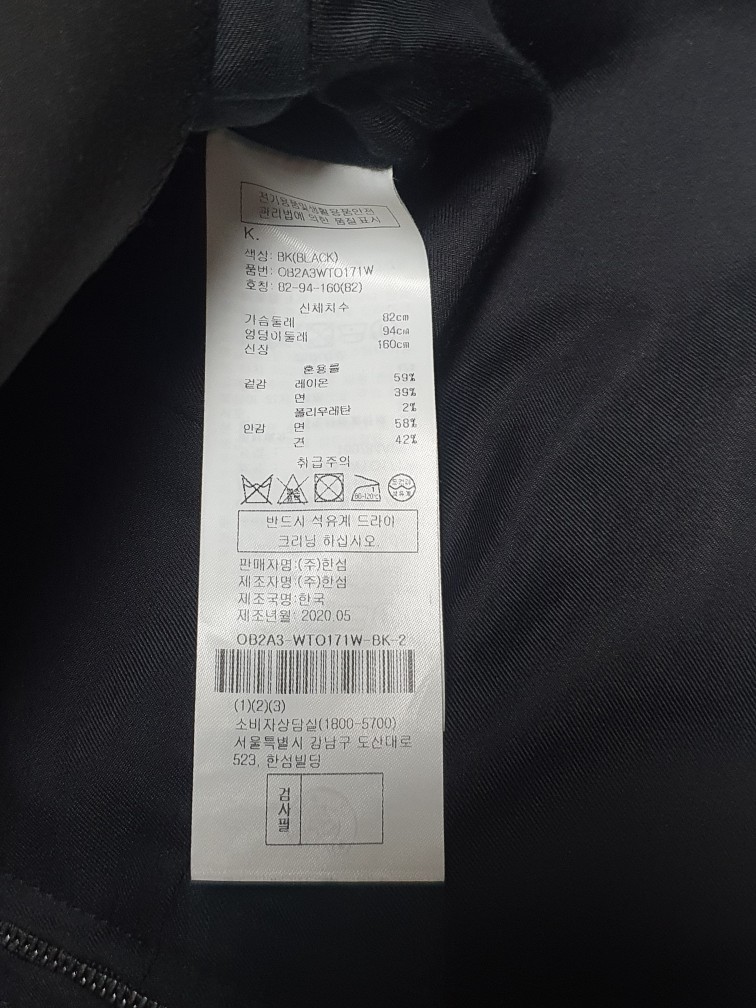 전기용품및생활용품안전
관리법에 의한 품질표시
K.
색상: BK(BLACK)
품번: OB2A3WTO171W
호칭: 82-94-160(82)
신체치수
가슴둘레 82cm
엉덩이둘레 94cm
신장 160cm
혼용률
겉감 레이온 59%
면 39%
폴리우레탄 2%
안감 면 58%
견 42%
취급주의
80-120℃ 드라이 석유계
반드시 석유계 드라이
크리닝 하십시오.
판매자명:(주)한섬
제조자명:(주)한섬
제조국명:한국
제조년월: 2020.05
OB2A3-WTO171W-BK-2
(1)(2)(3)
소비자상담실(1800-5700)
서울특별시 강남구 도산대로
523, 한섬빌딩
검사필